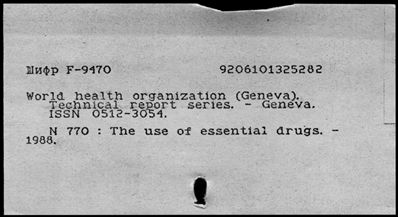 Шифр F-9170 9206101325282
World health organization (Geneva).
Technical report series. - Geneva.
ISSN 0512-3054.
N 770 : The use of essential drugs. -
1988.